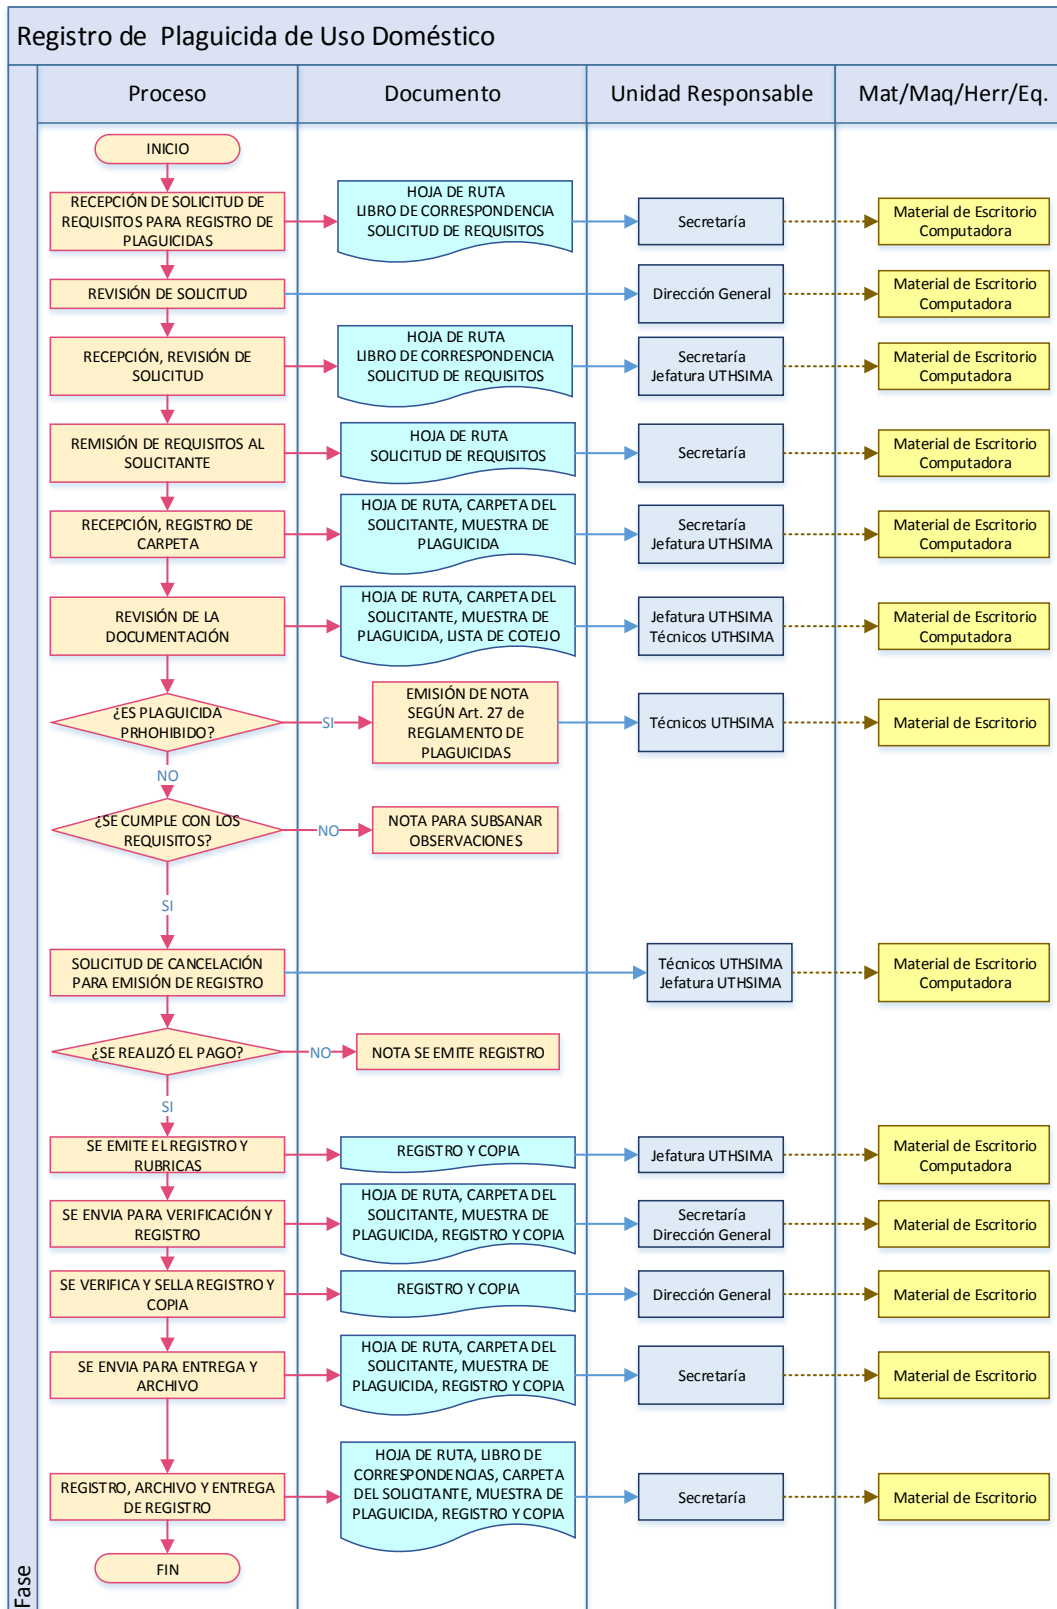 Registro de  Plaguicida de Uso Doméstico
Proceso
Documento
Unidad Responsable
Mat/Maq/Herr/Eq.
INICIO
RECEPCIÓN DE SOLICITUD DE
REQUISITOS PARA REGISTRO DE
PLAGUICIDAS
HOJA DE RUTA
LIBRO DE CORRESPONDENCIA
SOLICITUD DE REQUISITOS
Secretaría
Material de Escritorio
Computadora
REVISIÓN DE SOLICITUD
Dirección General
Material de Escritorio
Computadora
RECEPCIÓN, REVISIÓN DE
SOLICITUD
HOJA DE RUTA
LIBRO DE CORRESPONDENCIA
SOLICITUD DE REQUISITOS
Secretaría
Jefatura UTHSIMA
Material de Escritorio
Computadora
REMISIÓN DE REQUISITOS AL
SOLICITANTE
HOJA DE RUTA
SOLICITUD DE REQUISITOS
Secretaría
Material de Escritorio
Computadora
RECEPCIÓN, REGISTRO DE
CARPETA
HOJA DE RUTA, CARPETA DEL
SOLICITANTE, MUESTRA DE
PLAGUICIDA
Secretaría
Jefatura UTHSIMA
Material de Escritorio
Computadora
REVISIÓN DE LA
DOCUMENTACIÓN
HOJA DE RUTA, CARPETA DEL
SOLICITANTE, MUESTRA DE
PLAGUICIDA, LISTA DE COTEJO
Jefatura UTHSIMA
Técnicos UTHSIMA
Material de Escritorio
Computadora
¿ES PLAGUICIDA
PRHOHIBIDO?
SI
EMISIÓN DE NOTA
SEGÚN Art. 27 de
REGLAMENTO DE
PLAGUICIDAS
Técnicos UTHSIMA
Material de Escritorio
NO
¿SE CUMPLE CON LOS
REQUISITOS?
NO
NOTA PARA SUBSANAR
OBSERVACIONES
SI
SOLICITUD DE CANCELACIÓN
PARA EMISIÓN DE REGISTRO
Técnicos UTHSIMA
Jefatura UTHSIMA
Material de Escritorio
Computadora
¿SE REALIZÓ EL PAGO?
NO
NOTA SE EMITE REGISTRO
SI
SE EMITE EL REGISTRO Y
RUBRICAS
REGISTRO Y COPIA
Jefatura UTHSIMA
Material de Escritorio
Computadora
SE ENVIA PARA VERIFICACIÓN Y
REGISTRO
HOJA DE RUTA, CARPETA DEL
SOLICITANTE, MUESTRA DE
PLAGUICIDA, REGISTRO Y COPIA
Secretaría
Dirección General
Material de Escritorio
SE VERIFICA Y SELLA REGISTRO Y
COPIA
REGISTRO Y COPIA
Dirección General
Material de Escritorio
SE ENVIA PARA ENTREGA Y
ARCHIVO
HOJA DE RUTA, CARPETA DEL
SOLICITANTE, MUESTRA DE
PLAGUICIDA, REGISTRO Y COPIA
Secretaría
Material de Escritorio
REGISTRO, ARCHIVO Y ENTREGA
DE REGISTRO
HOJA DE RUTA, LIBRO DE
CORRESPONDENCIAS, CARPETA
DEL SOLICITANTE, MUESTRA DE
PLAGUICIDA, REGISTRO Y COPIA
Secretaría
Material de Escritorio
FIN
Fase